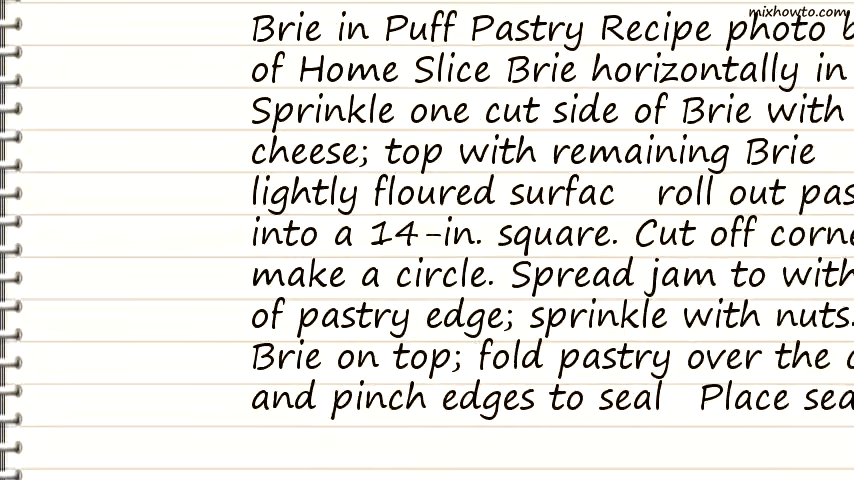 mixhowto.com
Brie in Puff Pastry Recipe photo b
of Home Slice Brie horizontally in
Sprinkle one cut side of Brie with
cheese; top with remaining Brie
lightly floured surfac roll out pas
into a 14-in. square. Cut off corne
make a circle. Spread jam to with
of pastry edge; sprinkle with nuts.
Brie on top; fold pastry over the c
and pinch edges to seal Place sea